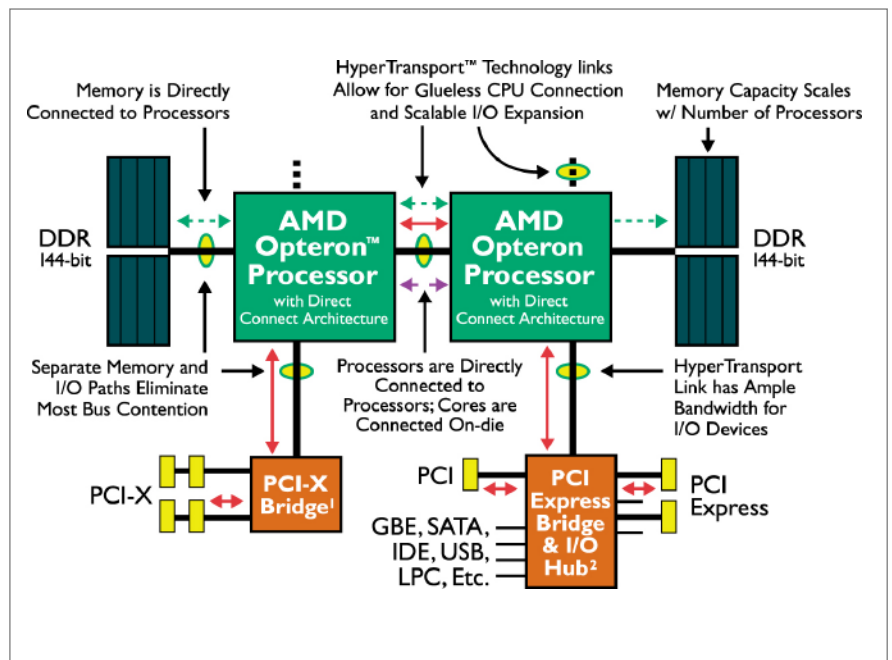 Memory is Directly
Connected to Processors
HyperTransport™ Technology links
Allow for Glueless CPU Connection
and Scalable I/O Expansion
Memory Capacity Scales
w/ Number of Processors
DDR
144-bit
AMD
Opteron™
Processor
with Direct
Connect Architecture
AMD
Opteron
Processor
with Direct
Connect Architecture
DDR
144-bit
Separate Memory and
I/O Paths Eliminate
Most Bus Contention
Processors are Directly
Connected to
Processors; Cores are
Connected On-die
HyperTransport
Link has Ample
Bandwidth for
I/O Devices
PCI-X
PCI-X
Bridge¹
PCI
GBE, SATA,
IDE, USB,
LPC, Etc.
PCI
Express
Bridge
& I/O
Hub²
PCI
Express